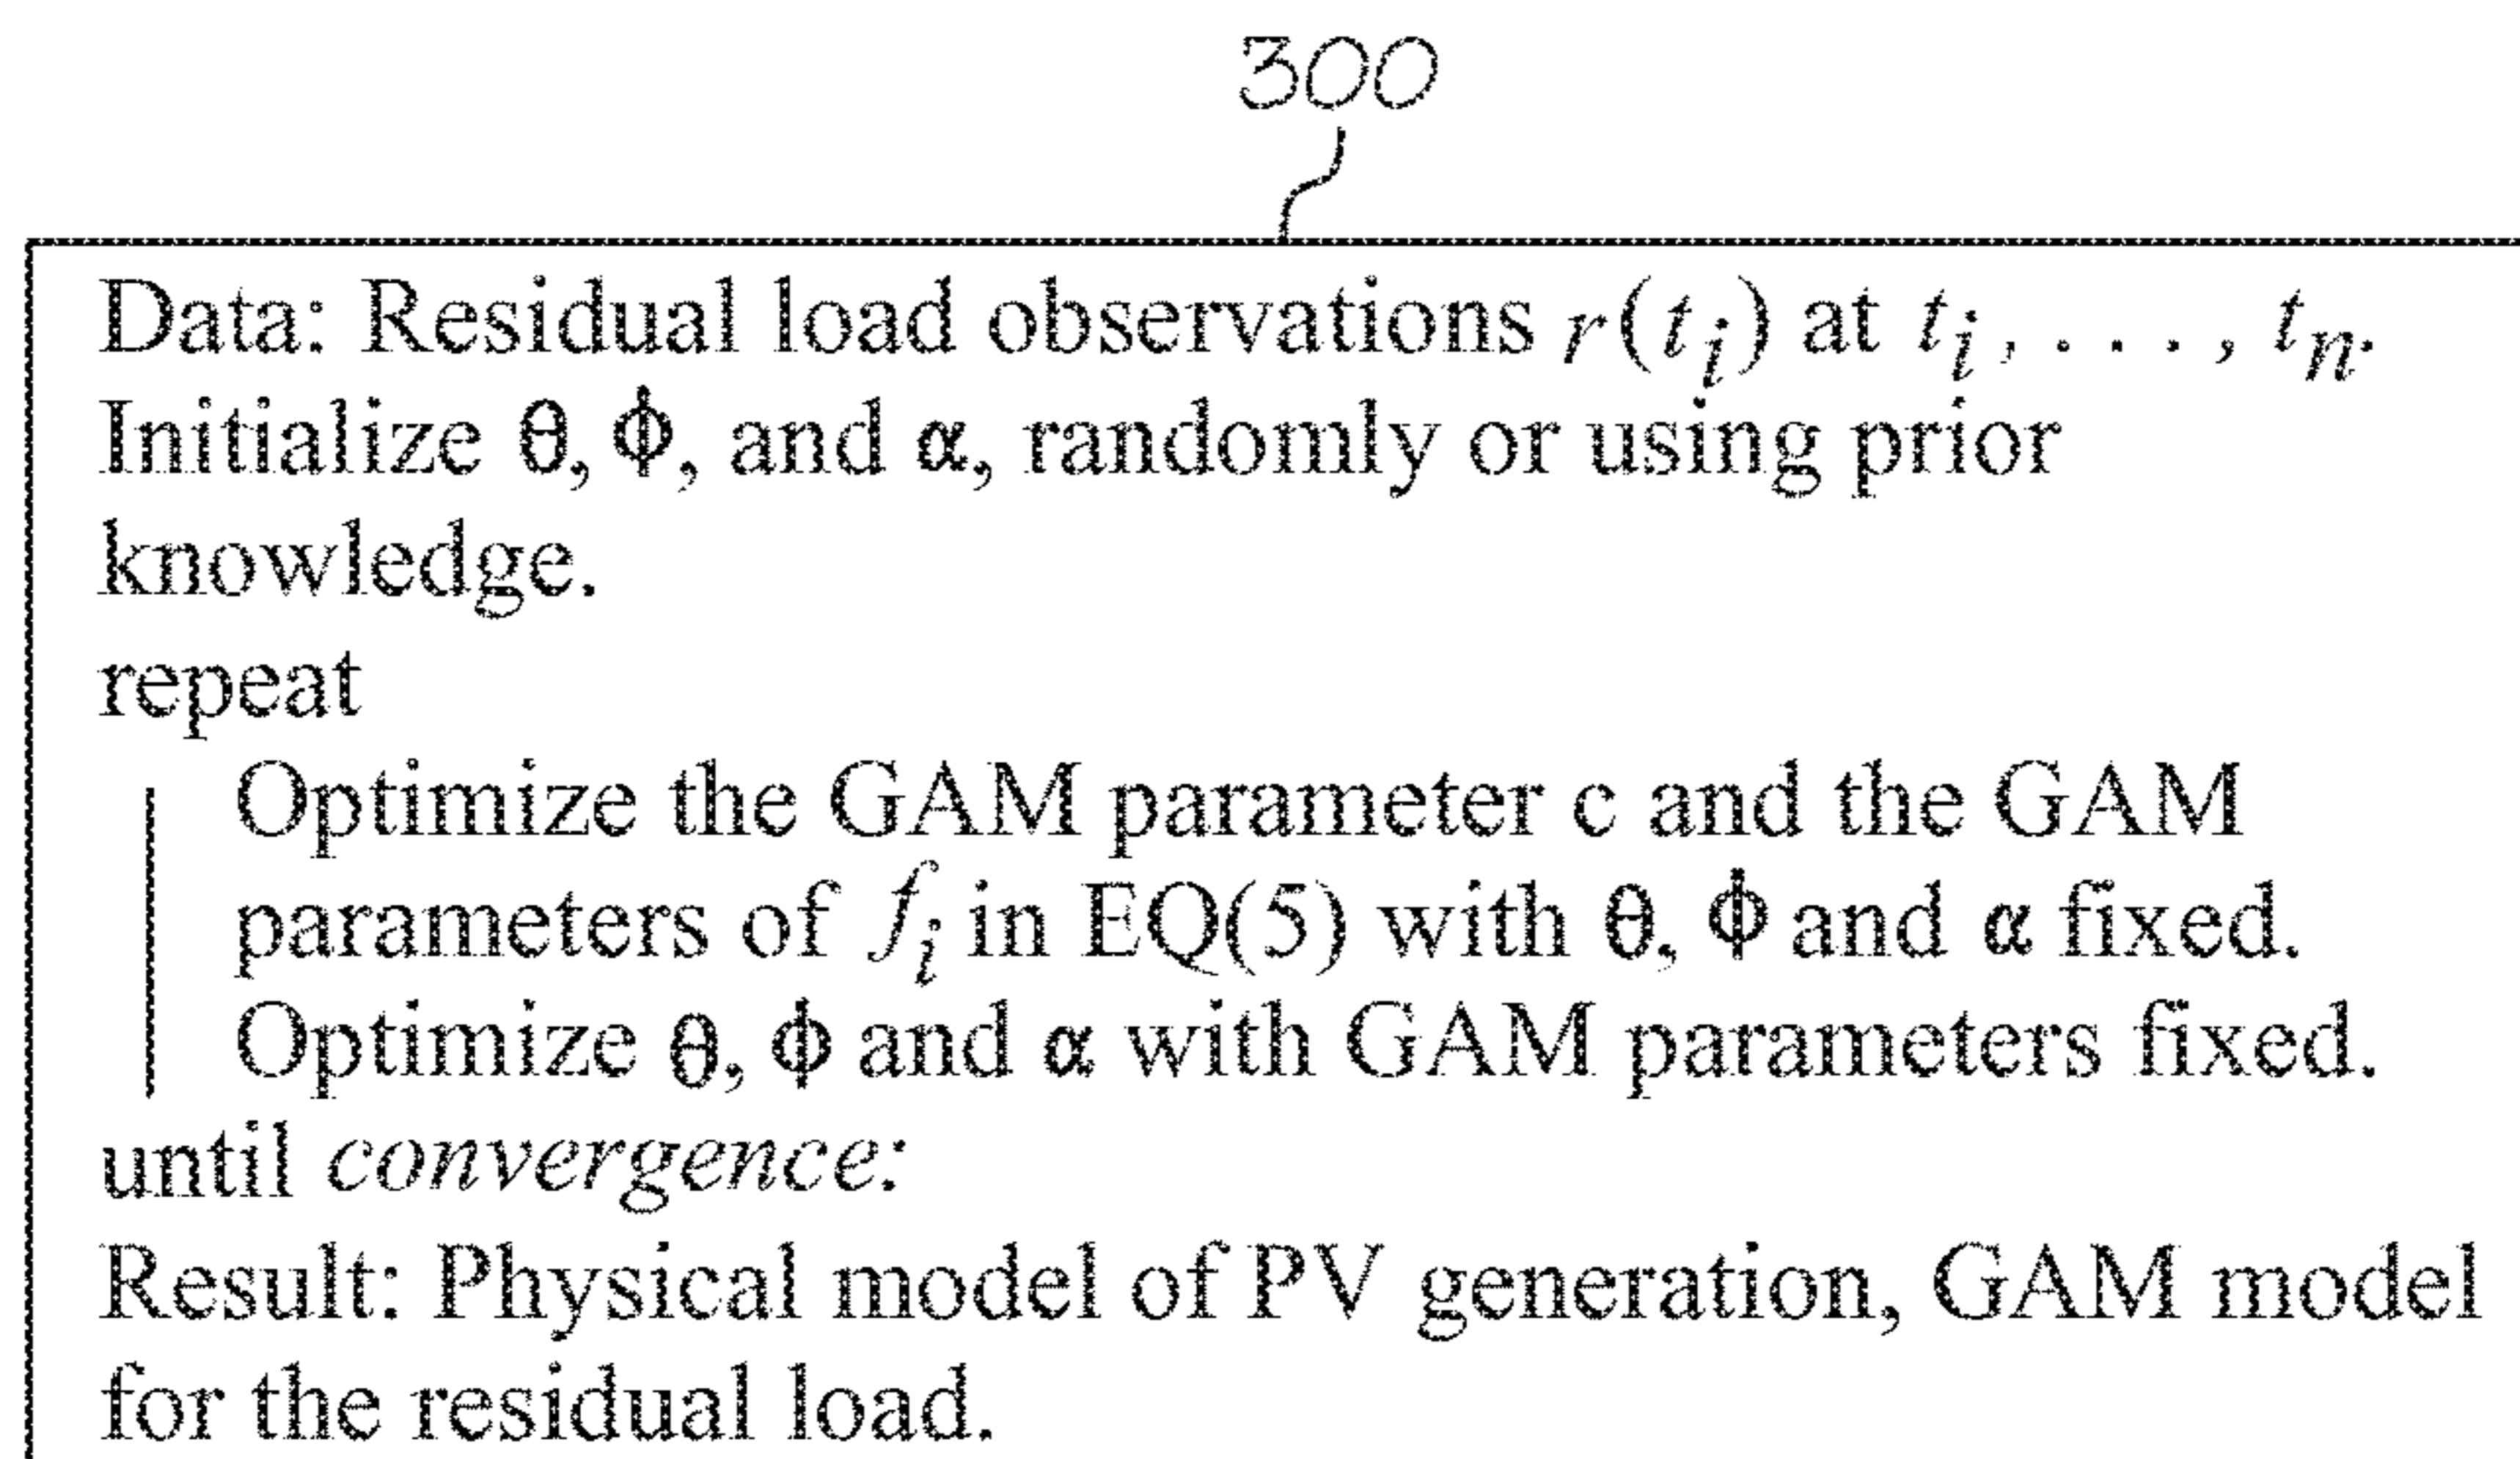 300
Data: Residual load observations r(t_i) at t_i, . . . , t_n.
Initialize θ, ϕ, and α, randomly or using prior
knowledge.
repeat
Optimize the GAM parameter c and the GAM
parameters of f_i in EQ(5) with θ, ϕ and α fixed.
Optimize θ, ϕ and α with GAM parameters fixed.
until convergence:
Result: Physical model of PV generation, GAM model
for the residual load.